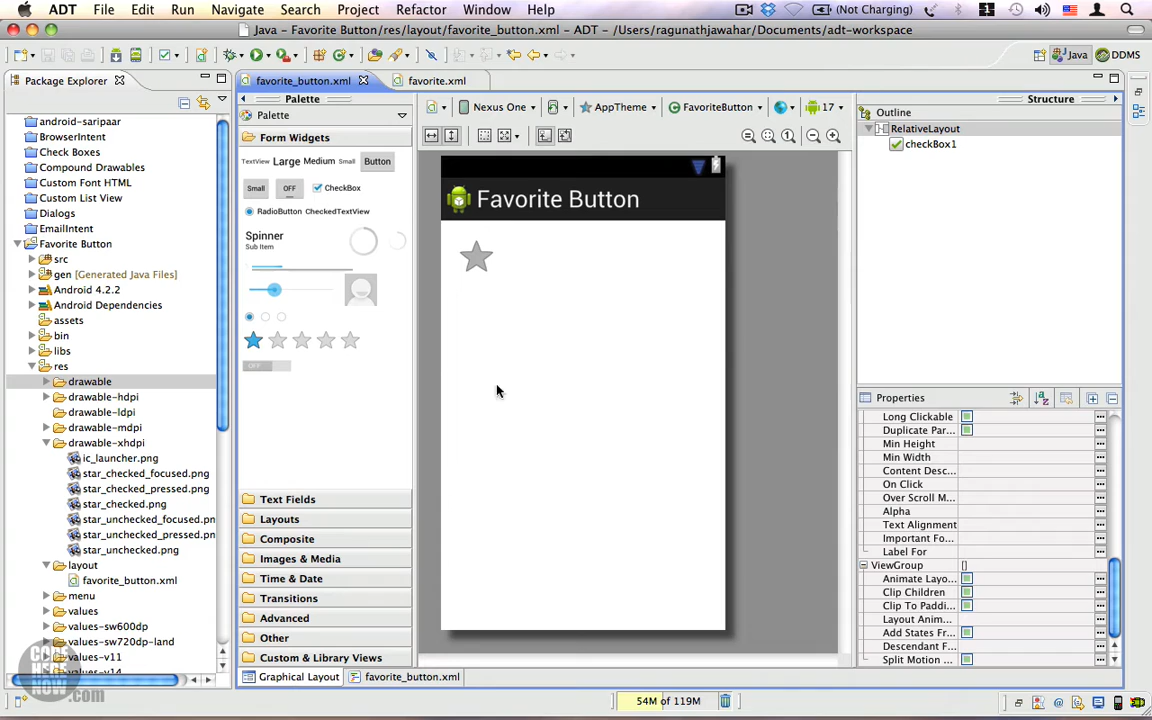 ADT File Edit Run Navigate Search Project Refactor Window Help (Not Charging) 1
Java – Favorite Button/res/layout/favorite_button.xml – ADT – /Users/ragunathjawahar/Documents/adt-workspace
Java DDMS
Package Explorer
android-saripaar
BrowserIntent
Check Boxes
Compound Drawables
Custom Font HTML
Custom List View
Dialogs
EmailIntent
Favorite Button
src
gen [Generated Java Files]
Android 4.2.2
Android Dependencies
assets
bin
libs
res
drawable
drawable-hdpi
drawable-ldpi
drawable-mdpi
drawable-xhdpi
ic_launcher.png
star_checked_focused.png
star_checked_pressed.png
star_checked.png
star_unchecked_focused.pn
star_unchecked_pressed.pn
star_unchecked.png
layout
favorite_button.xml
menu
values
values-sw600dp
values-sw720dp-land
values-v11
values-v14
CODE
HERE
NOW
.com
favorite_button.xml favorite.xml
Palette
Palette
Form Widgets
TextView Large Medium Small Button
Small OFF CheckBox
RadioButton CheckedTextView
Spinner
Sub Item
OFF
Text Fields
Layouts
Composite
Images & Media
Time & Date
Transitions
Advanced
Other
Custom & Library Views
Nexus One AppTheme FavoriteButton 17
Favorite Button
Graphical Layout favorite_button.xml
Structure
Outline
RelativeLayout
checkBox1
Properties
Long Clickable
Duplicate Par...
Min Height
Min Width
Content Desc...
On Click
Over Scroll M...
Alpha
Text Alignment
Important Fo...
Label For
ViewGroup []
Animate Layo...
Clip Children
Clip To Paddi...
Layout Anim...
Add States Fr...
Descendant F...
Split Motion ...
54M of 119M